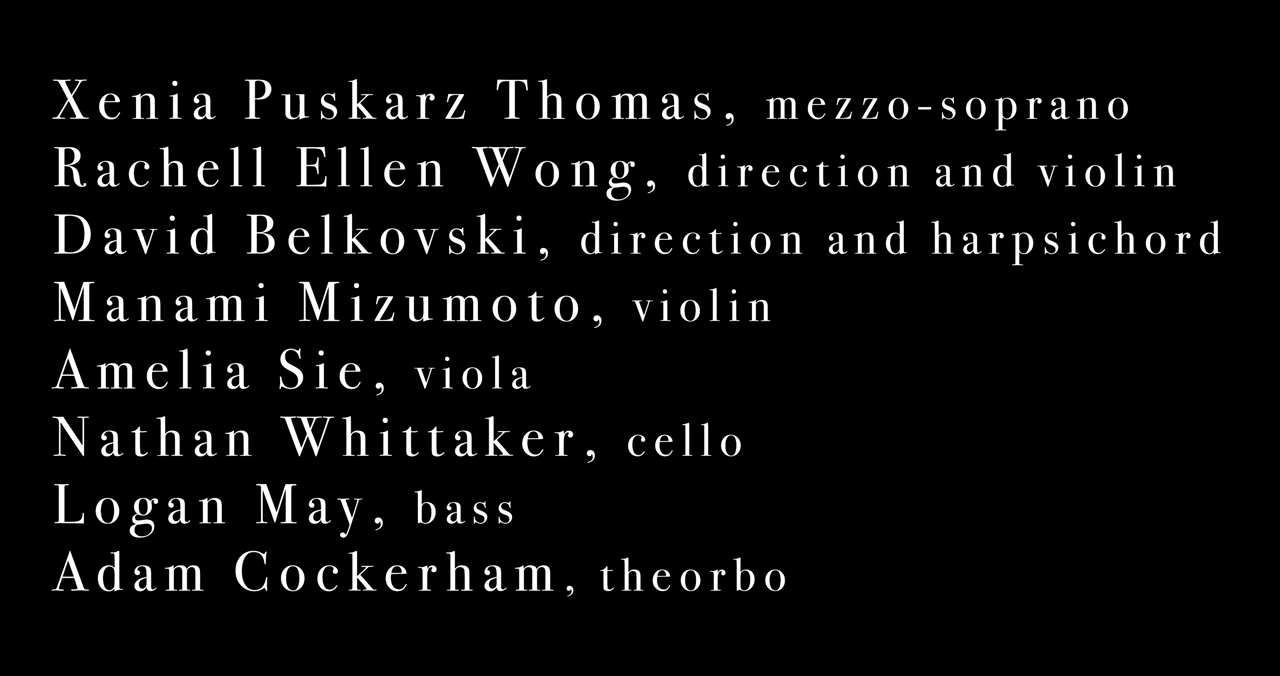 Xenia Puskarz Thomas, mezzo-soprano
Rachell Ellen Wong, direction and violin
David Belkovski, direction and harpsichord
Manami Mizumoto, violin
Amelia Sie, viola
Nathan Whittaker, cello
Logan May, bass
Adam Cockerham, theorbo